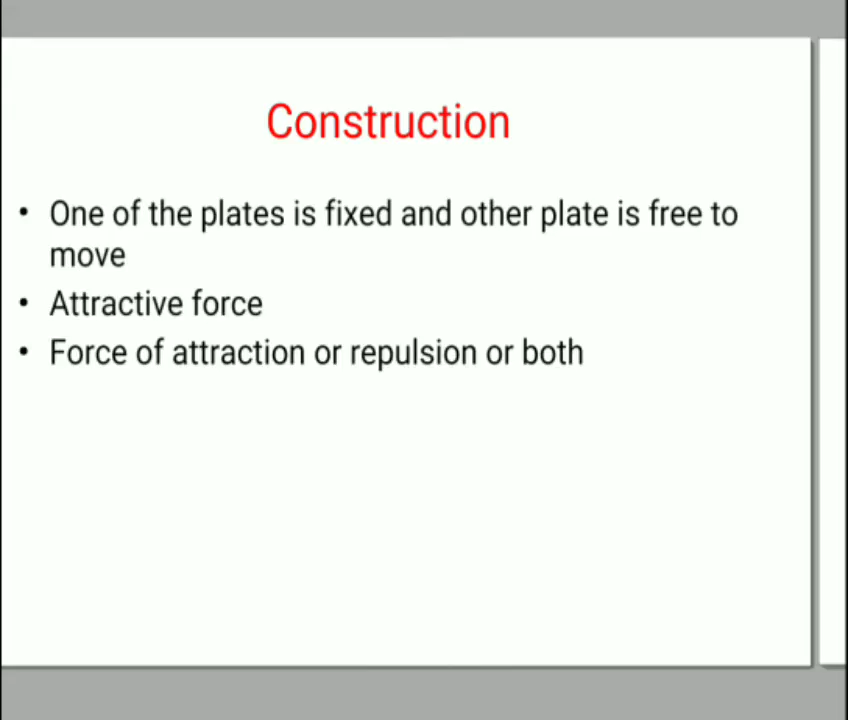 Construction
• One of the plates is fixed and other plate is free to
move
• Attractive force
• Force of attraction or repulsion or both